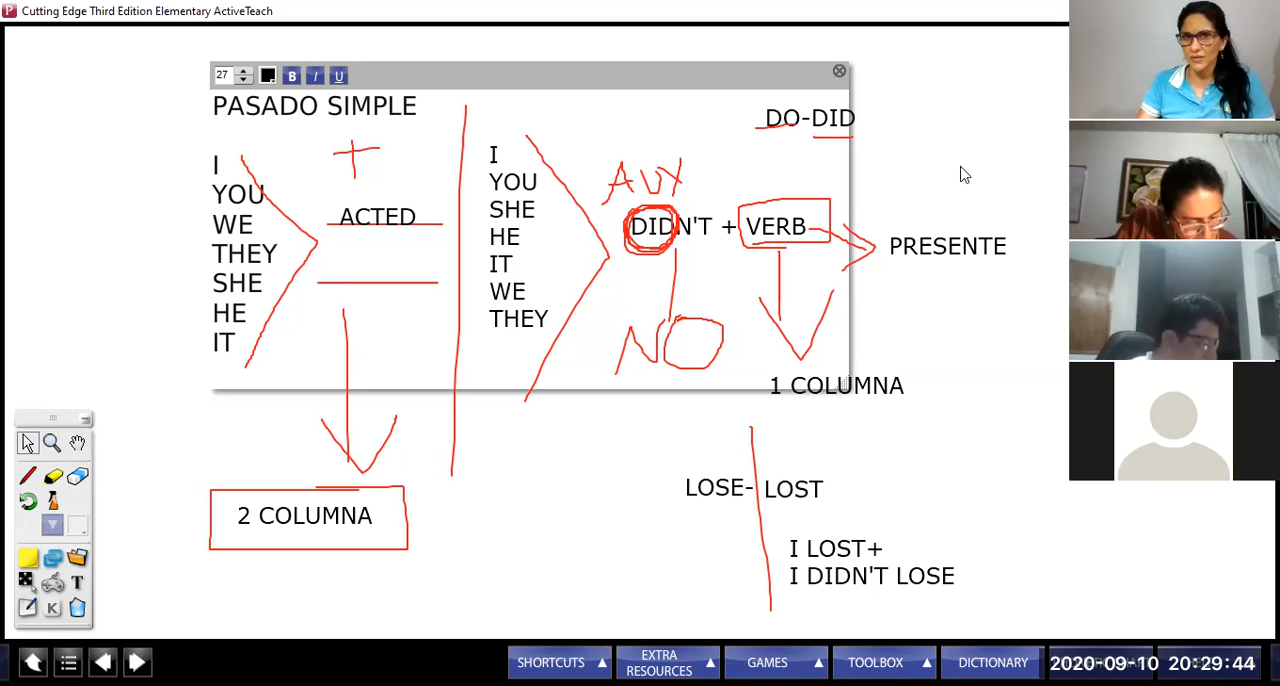 Cutting Edge Third Edition Elementary ActiveTeach
27 B I U
PASADO SIMPLE
+
I
YOU
WE
THEY
SHE
HE
IT
ACTED
2 COLUMNA
I
YOU
SHE
HE
IT
WE
THEY
DO-DID
AUX
DIDN'T + VERB
PRESENTE
NO
1 COLUMNA
LOSE- LOST
I LOST+
I DIDN'T LOSE
T
K
SHORTCUTS
EXTRA
RESOURCES
GAMES
TOOLBOX
DICTIONARY
2020-09-10 20:29:44